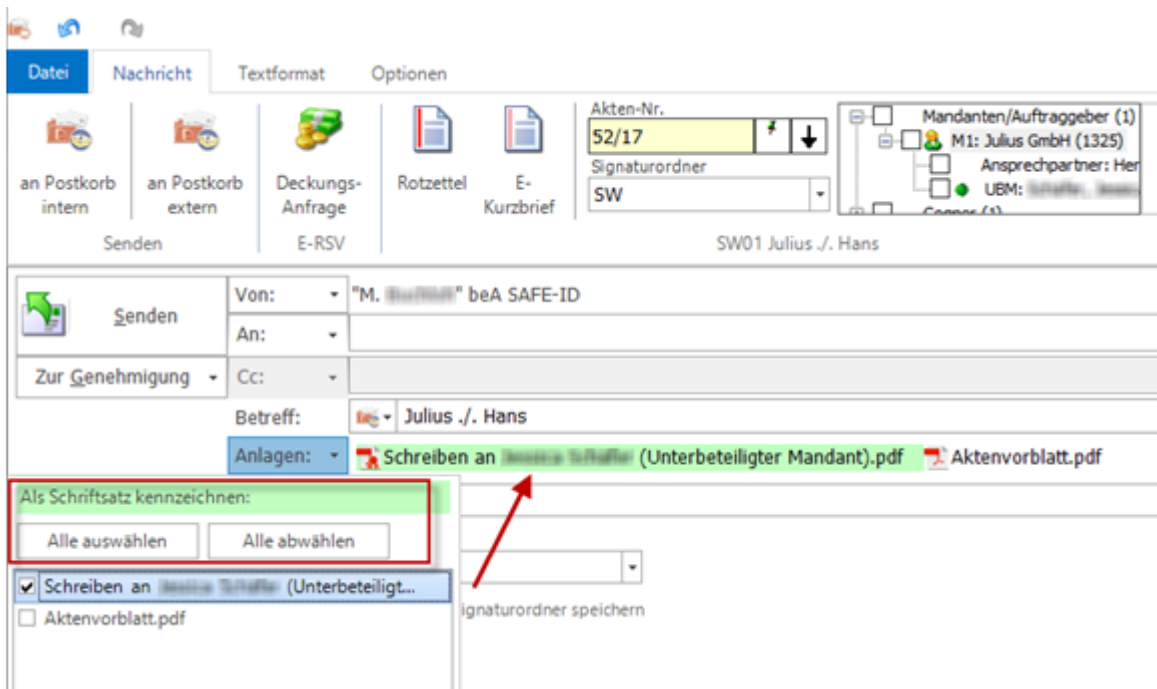 Datei Nachricht Textformat Optionen
an Postkorb intern
an Postkorb extern
Deckungs-Anfrage
Rotzettel
E-Kurzbrief
Akten-Nr.
52/17
Signaturordner
SW
Mandanten/Auftraggeber (1)
M1: Julius GmbH (1325)
Ansprechpartner: Her
UBM:
Senden E-RSV SW01 Julius ./. Hans
Senden
Von: "M. " beA SAFE-ID
An:
Zur Genehmigung Cc:
Betreff: Julius ./. Hans
Anlagen: Schreiben an (Unterbeteiligter Mandant).pdf Aktenvorblatt.pdf
Als Schriftsatz kennzeichnen:
Alle auswählen Alle abwählen
Schreiben an (Unterbeteiligt...
ignaturordner speichern
Aktenvorblatt.pdf